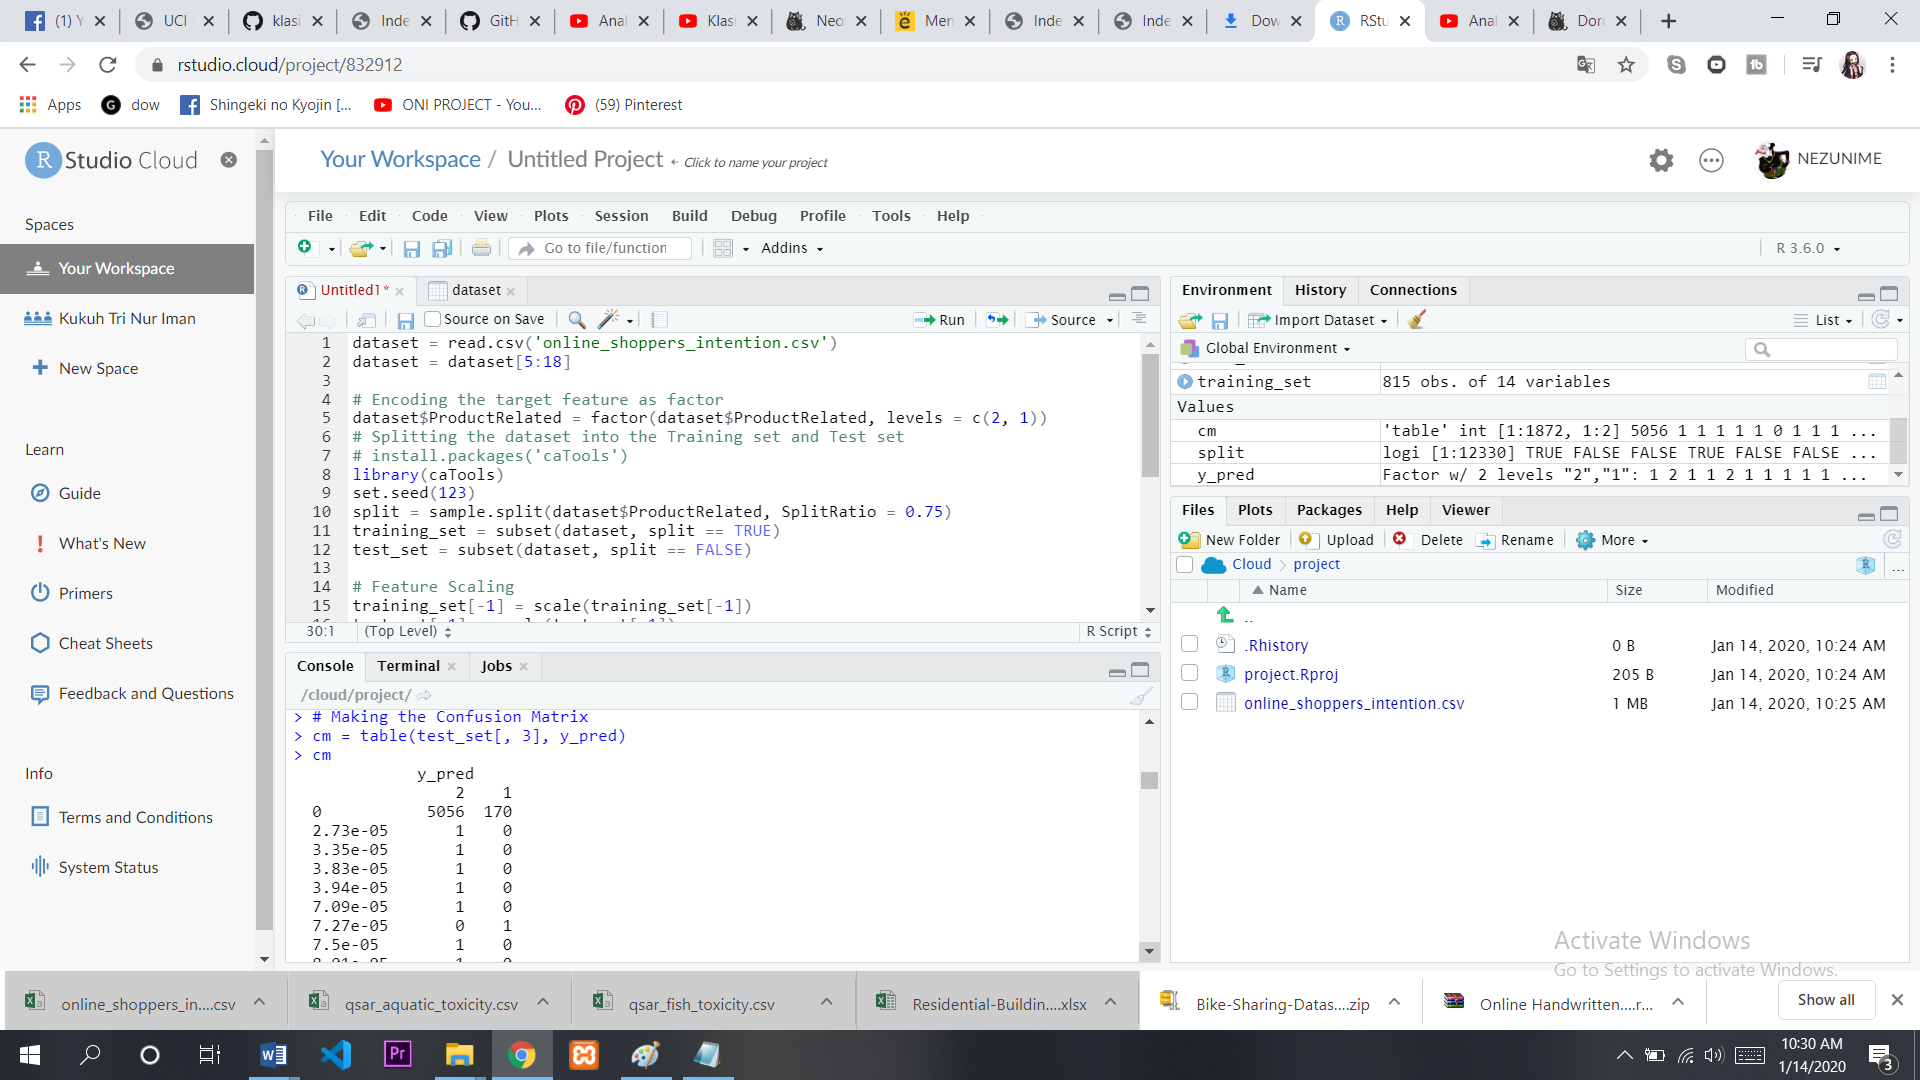 (1) Y
UCI
klasi
Inde
GitH
Anal
Klasi
Neo
Men
Inde
Inde
Dow
RStu
Anal
Dor
rstudio.cloud/project/832912
Apps
dow
Shingeki no Kyojin [...
ONI PROJECT - You...
(59) Pinterest
R Studio Cloud
Your Workspace / Untitled Project ← Click to name your project
NEZUNIME
Spaces
Your Workspace
Kukuh Tri Nur Iman
New Space
Learn
Guide
What's New
Primers
Cheat Sheets
Feedback and Questions
Info
Terms and Conditions
System Status
File Edit Code View Plots Session Build Debug Profile Tools Help
Go to file/function
Addins
R 3.6.0
Untitled1*
dataset
Source on Save
Run
Source
1 dataset = read.csv('online_shoppers_intention.csv')
2 dataset = dataset[5:18]
3
4 # Encoding the target feature as factor
5 dataset$ProductRelated = factor(dataset$ProductRelated, levels = c(2, 1))
6 # Splitting the dataset into the Training set and Test set
7 # install.packages('caTools')
8 library(caTools)
9 set.seed(123)
10 split = sample.split(dataset$ProductRelated, SplitRatio = 0.75)
11 training_set = subset(dataset, split == TRUE)
12 test_set = subset(dataset, split == FALSE)
13
14 # Feature Scaling
15 training_set[-1] = scale(training_set[-1])
30:1
(Top Level)
R Script
Console Terminal Jobs
/cloud/project/
> # Making the Confusion Matrix
> cm = table(test_set[, 3], y_pred)
> cm
y_pred
2 1
0 5056 170
2.73e-05 1 0
3.35e-05 1 0
3.83e-05 1 0
3.94e-05 1 0
7.09e-05 1 0
7.27e-05 0 1
7.5e-05 1 0
Environment History Connections
Import Dataset
List
Global Environment
training_set 815 obs. of 14 variables
Values
cm 'table' int [1:1872, 1:2] 5056 1 1 1 1 1 0 1 1 1 ...
split logi [1:12330] TRUE FALSE FALSE TRUE FALSE FALSE ...
y_pred Factor w/ 2 levels "2","1": 1 2 1 1 2 1 1 1 1 1 ...
Files Plots Packages Help Viewer
New Folder Upload Delete Rename More
Cloud project
R
...
Name Size Modified
..
.Rhistory 0 B Jan 14, 2020, 10:24 AM
project.Rproj 205 B Jan 14, 2020, 10:24 AM
online_shoppers_intention.csv 1 MB Jan 14, 2020, 10:25 AM
Activate Windows
Go to Settings to activate Windows.
online_shoppers_in....csv
qsar_aquatic_toxicity.csv
qsar_fish_toxicity.csv
Residential-Buildin....xlsx
Bike-Sharing-Datas....zip
Online Handwritten....r...
Show all
10:30 AM
1/14/2020
3